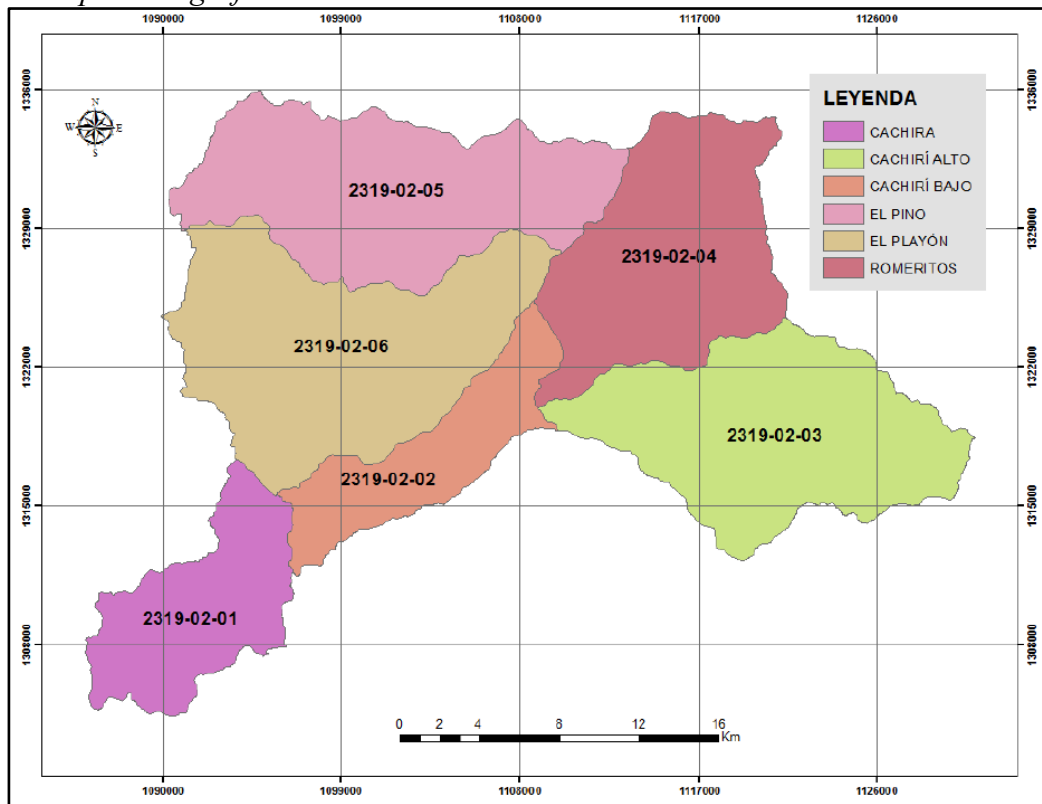 1090000 1099000 1108000 1117000 1126000
1336000 1336000
N
W E
S
LEYENDA
CACHIRA
CACHIRÍ ALTO
CACHIRÍ BAJO
EL PINO
EL PLAYÓN
ROMERITOS
2319-02-05
1329000 1329000
2319-02-04
2319-02-06
1322000 1322000
2319-02-03
2319-02-02
1315000 1315000
2319-02-01
1308000 1308000
0 2 4 8 12 16
Km
1090000 1099000 1108000 1117000 1126000